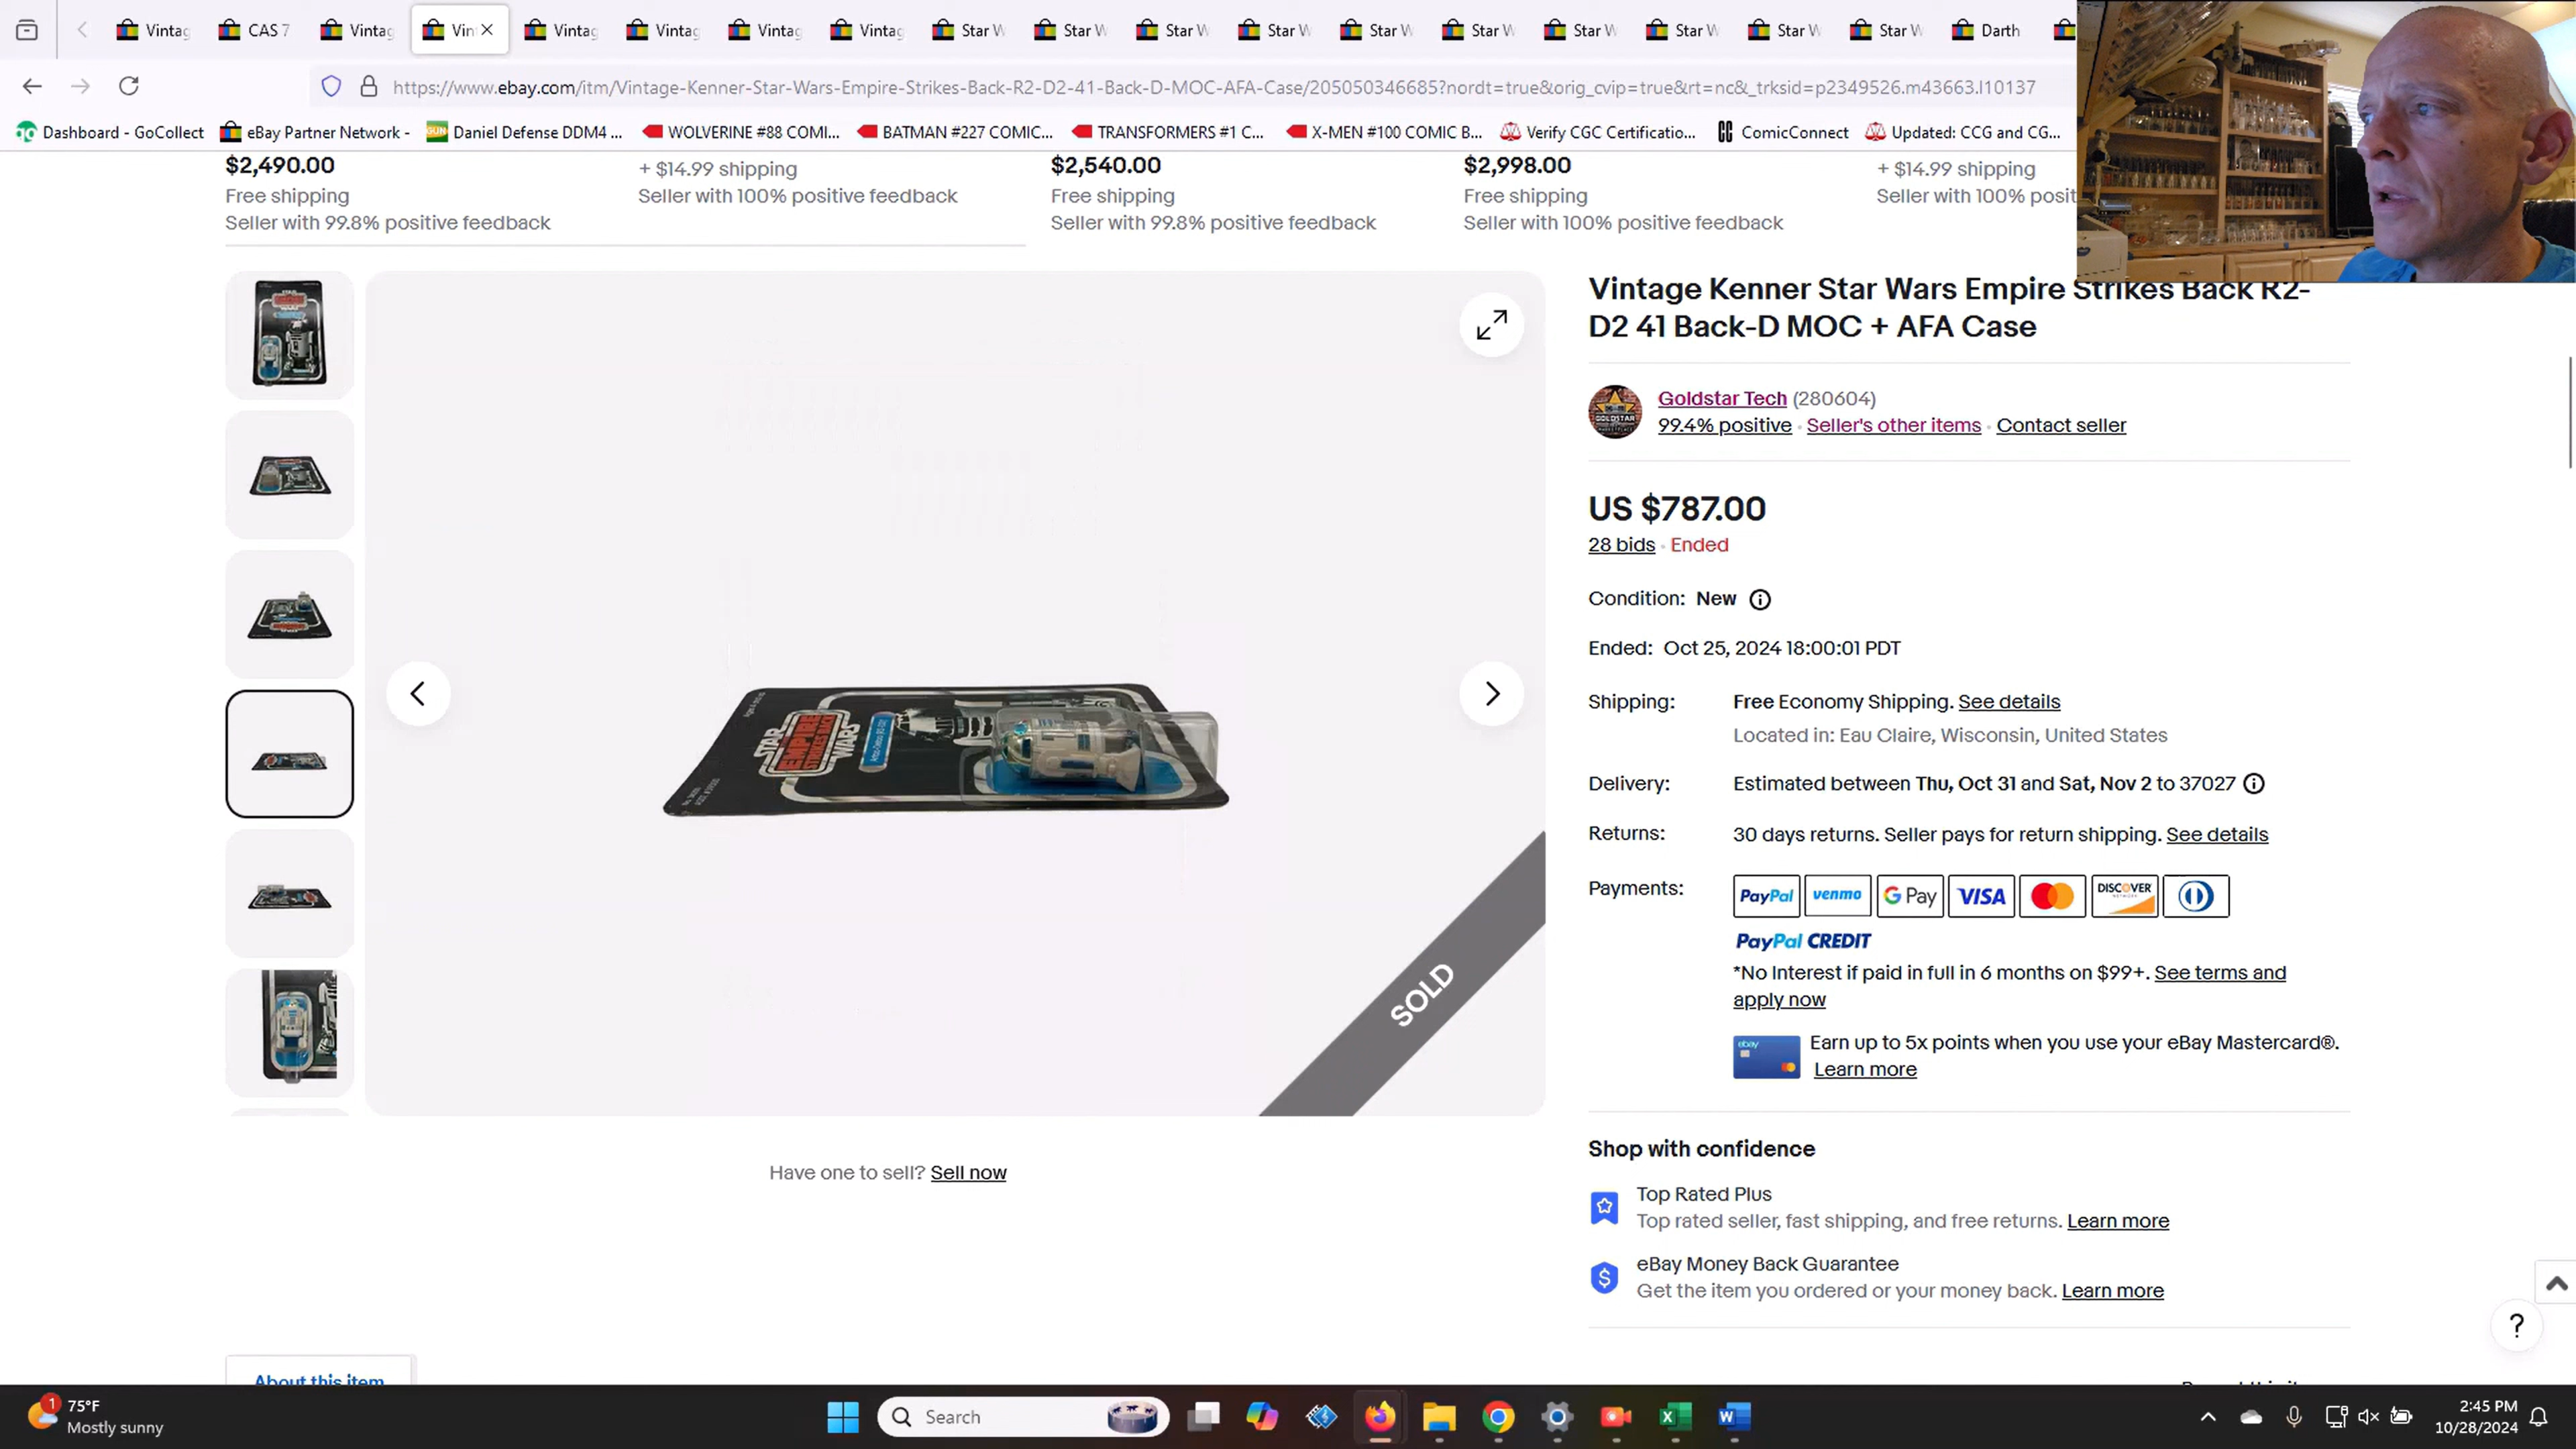 Vintag
CAS 7
Vintag
Vin
Vintag
Vintag
Vintag
Vintag
Star W
Star W
Star W
Star W
Star W
Star W
Star W
Star W
Star W
Star W
Darth
https://www.ebay.com/itm/Vintage-Kenner-Star-Wars-Empire-Strikes-Back-R2-D2-41-Back-D-MOC-AFA-Case/205050346685?nordt=true&orig_cvip=true&rt=nc&_trksid=p2349526.m43663.l10137
Dashboard - GoCollect
eBay Partner Network -
GUN
Daniel Defense DDM4 ...
WOLVERINE #88 COMI...
BATMAN #227 COMIC...
TRANSFORMERS #1 C...
X-MEN #100 COMIC B...
Verify CGC Certificatio...
ComicConnect
Updated: CCG and CG...
$2,490.00
Free shipping
Seller with 99.8% positive feedback
+ $14.99 shipping
Seller with 100% positive feedback
$2,540.00
Free shipping
Seller with 99.8% positive feedback
$2,998.00
Free shipping
Seller with 100% positive feedback
+ $14.99 shipping
Seller with 100% posit
STAR
EMPIRE
STRIKES BACK
WARS
SOLD
Have one to sell? Sell now
About this item
Vintage Kenner Star Wars Empire Strikes Back R2-
D2 41 Back-D MOC + AFA Case
GOLDSTAR
Goldstar Tech (280604)
99.4% positive · Seller's other items · Contact seller
US $787.00
28 bids · Ended
Condition: New
Ended: Oct 25, 2024 18:00:01 PDT
Shipping: Free Economy Shipping. See details
Located in: Eau Claire, Wisconsin, United States
Delivery: Estimated between Thu, Oct 31 and Sat, Nov 2 to 37027
Returns: 30 days returns. Seller pays for return shipping. See details
Payments: PayPal venmo G Pay VISA DISCOVER
PayPal CREDIT
*No Interest if paid in full in 6 months on $99+. See terms and
apply now
ebay
Earn up to 5x points when you use your eBay Mastercard®.
Learn more
Shop with confidence
Top Rated Plus
Top rated seller, fast shipping, and free returns. Learn more
eBay Money Back Guarantee
Get the item you ordered or your money back. Learn more
?
1
75°F
Mostly sunny
Search
2:45 PM
10/28/2024